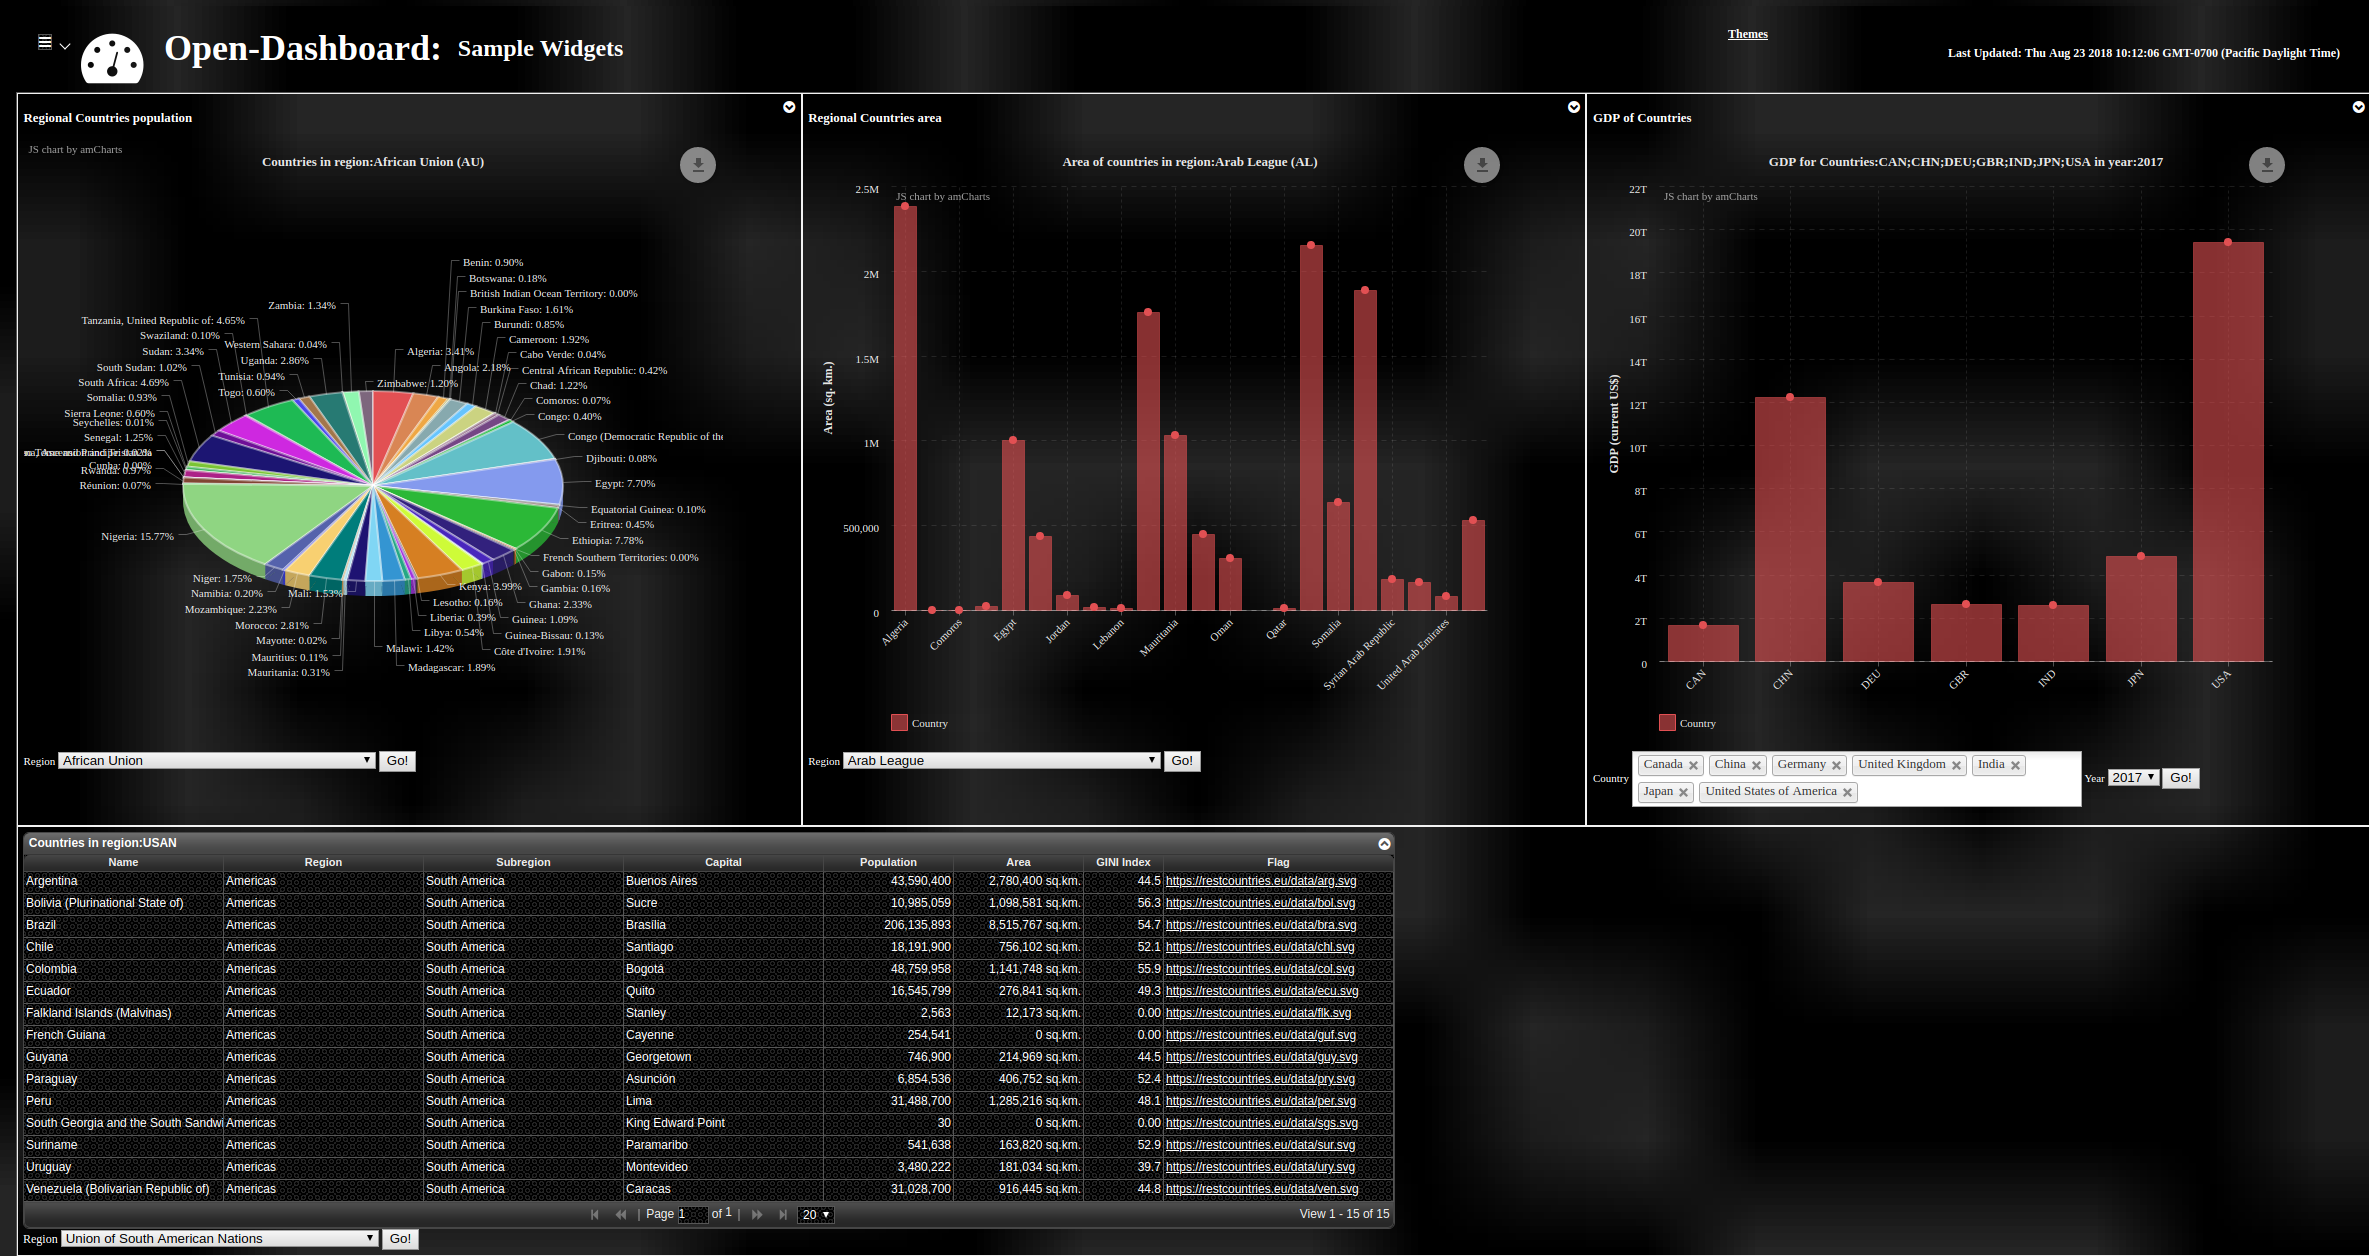 Open-Dashboard: Sample Widgets
Themes
Last Updated: Thu Aug 23 2018 10:12:06 GMT-0700 (Pacific Daylight Time)
Regional Countries population
JS chart by amCharts
Countries in region:African Union (AU)
Benin: 0.90%
Botswana: 0.18%
British Indian Ocean Territory: 0.00%
Burkina Faso: 1.61%
Burundi: 0.85%
Cameroon: 1.92%
Cabo Verde: 0.04%
Central African Republic: 0.42%
Chad: 1.22%
Comoros: 0.07%
Congo: 0.40%
Congo (Democratic Republic of the
Djibouti: 0.08%
Egypt: 7.70%
Equatorial Guinea: 0.10%
Eritrea: 0.45%
Ethiopia: 7.78%
French Southern Territories: 0.00%
Gabon: 0.15%
Gambia: 0.16%
Ghana: 2.33%
Guinea: 1.09%
Guinea-Bissau: 0.13%
Côte d'Ivoire: 1.91%
Algeria: 3.41%
Angola: 2.18%
Zimbabwe: 1.20%
Zambia: 1.34%
Tanzania, United Republic of: 4.65%
Swaziland: 0.10%
Western Sahara: 0.04%
Sudan: 3.34%
Uganda: 2.86%
South Sudan: 1.02%
Tunisia: 0.94%
South Africa: 4.69%
Togo: 0.60%
Somalia: 0.93%
Sierra Leone: 0.60%
Seychelles: 0.01%
Senegal: 1.25%
Cunha: 0.00%
Rwanda: 0.97%
Réunion: 0.07%
Nigeria: 15.77%
Niger: 1.75%
Namibia: 0.20%
Mozambique: 2.23%
Morocco: 2.81%
Mayotte: 0.02%
Mauritius: 0.11%
Mauritania: 0.31%
Mali: 1.53%
Kenya: 3.99%
Lesotho: 0.16%
Liberia: 0.39%
Libya: 0.54%
Malawi: 1.42%
Madagascar: 1.89%
Region African Union Go!
Regional Countries area
Area of countries in region:Arab League (AL)
JS chart by amCharts
Area (sq. km.)
2.5M
2M
1.5M
1M
500,000
0
Algeria
Comoros
Egypt
Jordan
Lebanon
Mauritania
Oman
Qatar
Somalia
Syrian Arab Republic
United Arab Emirates
Country
Region Arab League Go!
GDP of Countries
GDP for Countries:CAN;CHN;DEU;GBR;IND;JPN;USA in year:2017
JS chart by amCharts
GDP (current US$)
22T
20T
18T
16T
14T
12T
10T
8T
6T
4T
2T
0
CAN
CHN
DEU
GBR
IND
JPN
USA
Country
Country Canada China Germany United Kingdom India
Japan United States of America
Year 2017 Go!
Countries in region:USAN
Name Region Subregion Capital Population Area GINI Index Flag
Argentina Americas South America Buenos Aires 43,590,400 2,780,400 sq.km. 44.5 https://restcountries.eu/data/arg.svg
Bolivia (Plurinational State of) Americas South America Sucre 10,985,059 1,098,581 sq.km. 56.3 https://restcountries.eu/data/bol.svg
Brazil Americas South America Brasília 206,135,893 8,515,767 sq.km. 54.7 https://restcountries.eu/data/bra.svg
Chile Americas South America Santiago 18,191,900 756,102 sq.km. 52.1 https://restcountries.eu/data/chl.svg
Colombia Americas South America Bogotá 48,759,958 1,141,748 sq.km. 55.9 https://restcountries.eu/data/col.svg
Ecuador Americas South America Quito 16,545,799 276,841 sq.km. 49.3 https://restcountries.eu/data/ecu.svg
Falkland Islands (Malvinas) Americas South America Stanley 2,563 12,173 sq.km. 0.00 https://restcountries.eu/data/flk.svg
French Guiana Americas South America Cayenne 254,541 0 sq.km. 0.00 https://restcountries.eu/data/guf.svg
Guyana Americas South America Georgetown 746,900 214,969 sq.km. 44.5 https://restcountries.eu/data/guy.svg
Paraguay Americas South America Asunción 6,854,536 406,752 sq.km. 52.4 https://restcountries.eu/data/pry.svg
Peru Americas South America Lima 31,488,700 1,285,216 sq.km. 48.1 https://restcountries.eu/data/per.svg
South Georgia and the South Sandwi Americas South America King Edward Point 30 0 sq.km. 0.00 https://restcountries.eu/data/sgs.svg
Suriname Americas South America Paramaribo 541,638 163,820 sq.km. 52.9 https://restcountries.eu/data/sur.svg
Uruguay Americas South America Montevideo 3,480,222 181,034 sq.km. 39.7 https://restcountries.eu/data/ury.svg
Venezuela (Bolivarian Republic of) Americas South America Caracas 31,028,700 916,445 sq.km. 44.8 https://restcountries.eu/data/ven.svg
Page 1 of 1 20 View 1 - 15 of 15
Region Union of South American Nations Go!